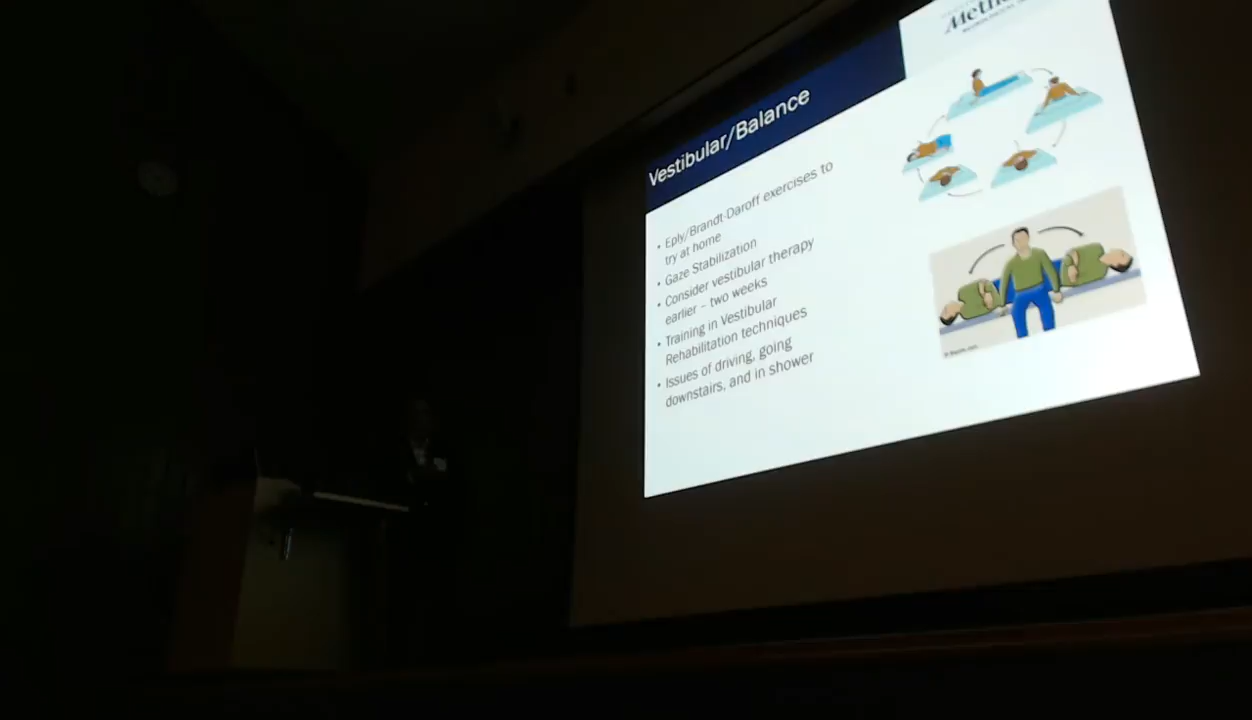 Vestibular/Balance
• Eply/Brandt-Daroff exercises to
try at home
• Gaze Stabilization
• Consider vestibular therapy
earlier – two weeks
• Training in Vestibular
Rehabilitation techniques
• Issues of driving, going
downstairs, and in shower